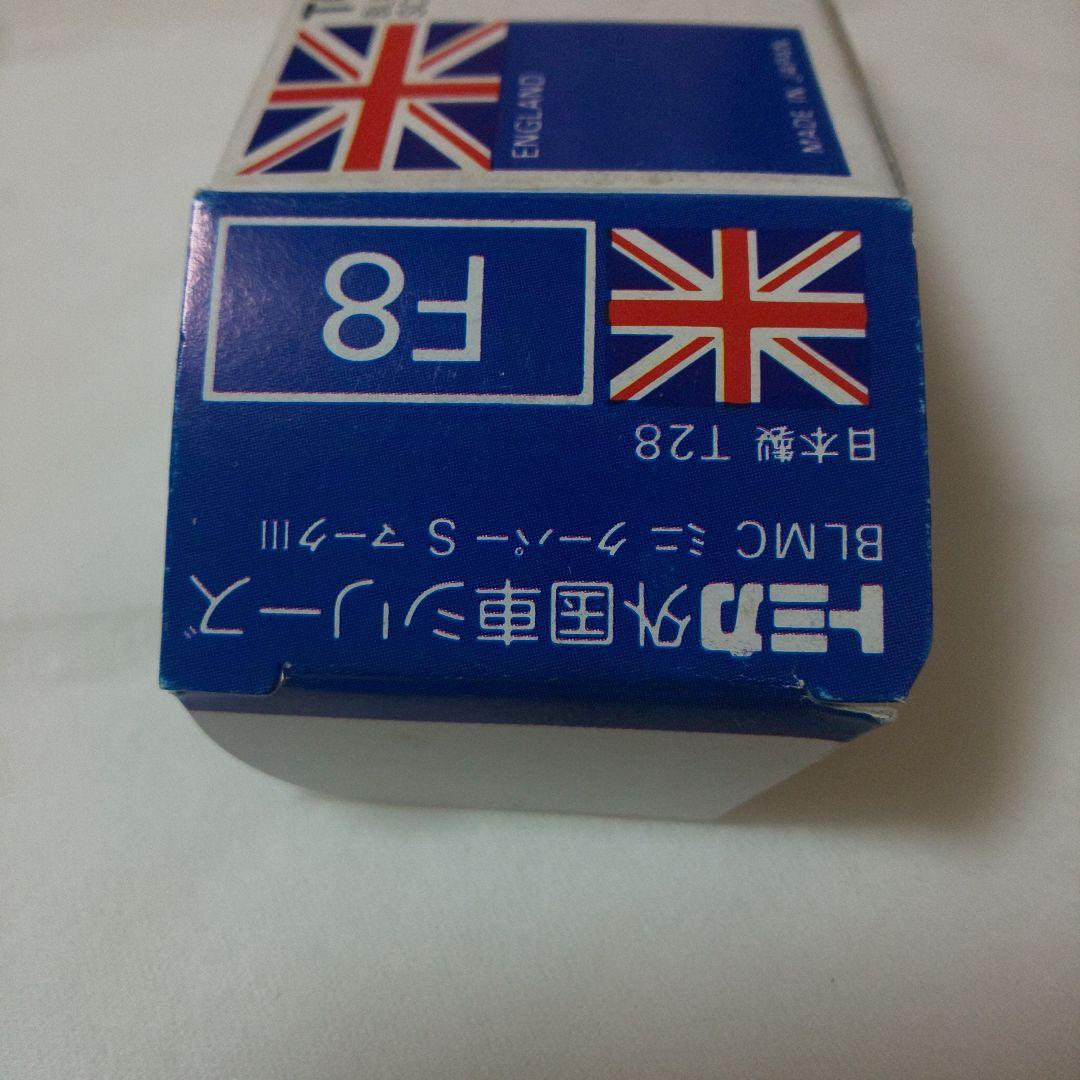 トミカ外国車シリーズ
BLMC ミニ クーパー S マークIII
日本製 T28
F8
ENGLAND
MADE IN JAPAN